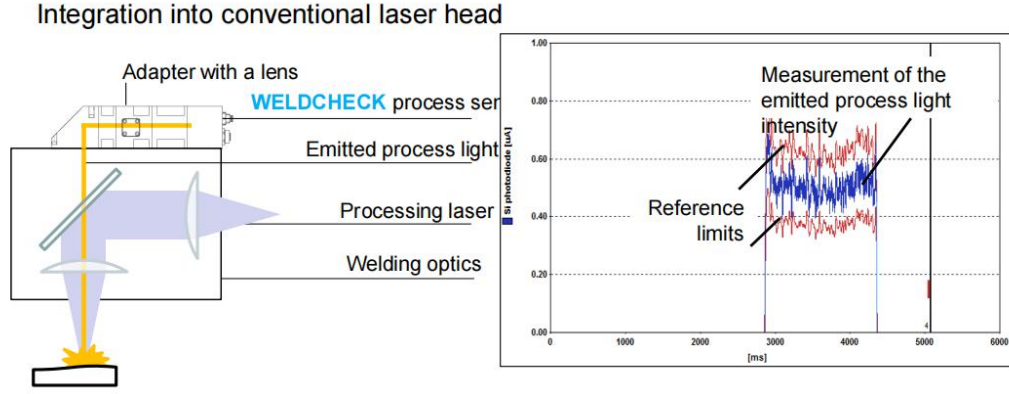 Integration into conventional laser head
Adapter with a lens
WELDCHECK process ser
Emitted process light
Processing laser
Welding optics
Si photodiode [uA]
1.00
0.80
0.60
0.40
0.20
0.00
Measurement of the
emitted process light
intensity
Reference
limits
4
0
1000
2000
3000
4000
5000
6000
[ms]